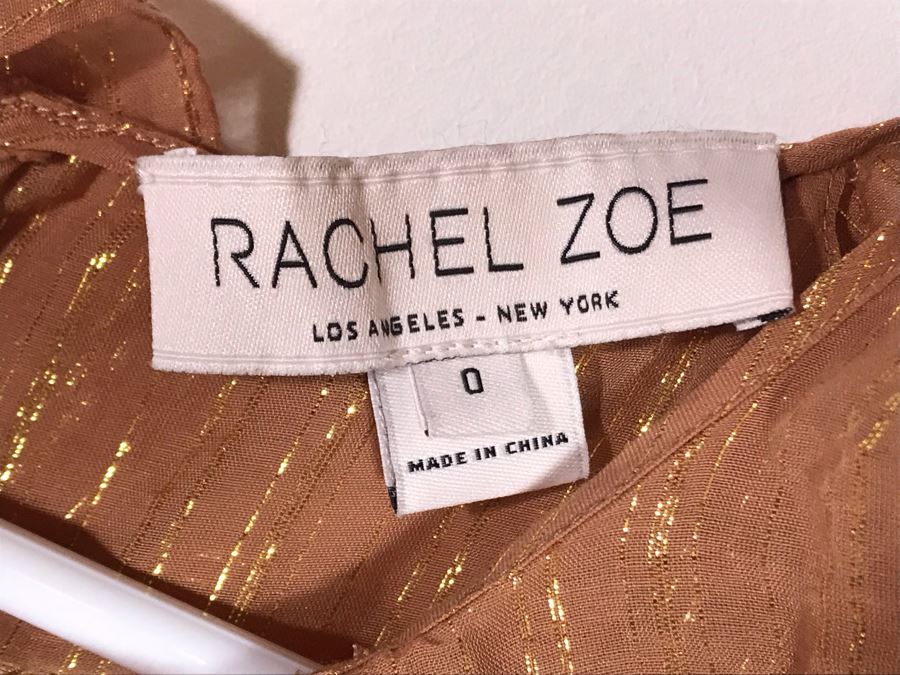 RACHEL ZOE
LOS ANGELES - NEW YORK
0
MADE IN CHINA